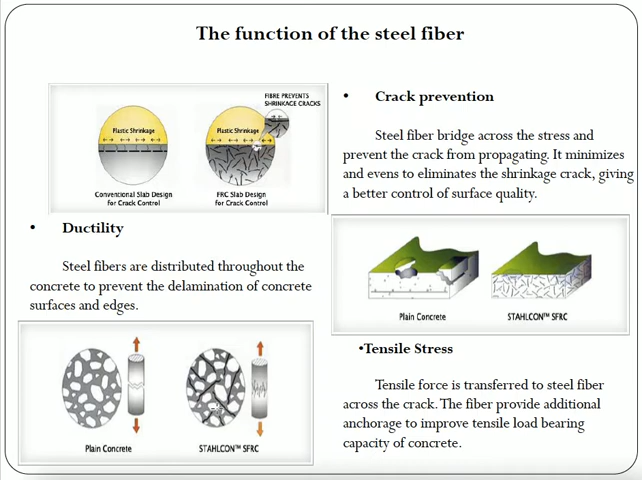 The function of the steel fiber
FIBRE PREVENTS
SHRINKAGE CRACKS
Plastic Shrinkage
Plastic Shrinkage
Conventional Slab Design
for Crack Control
FRC Slab Design
for Crack Control
• Crack prevention
Steel fiber bridge across the stress and
prevent the crack from propagating. It minimizes
and evens to eliminates the shrinkage crack, giving
a better control of surface quality.
• Ductility
Steel fibers are distributed throughout the
concrete to prevent the delamination of concrete
surfaces and edges.
Plain Concrete
STAHLCON™ SFRC
Plain Concrete
STAHLCON™ SFRC
•Tensile Stress
Tensile force is transferred to steel fiber
across the crack. The fiber provide additional
anchorage to improve tensile load bearing
capacity of concrete.